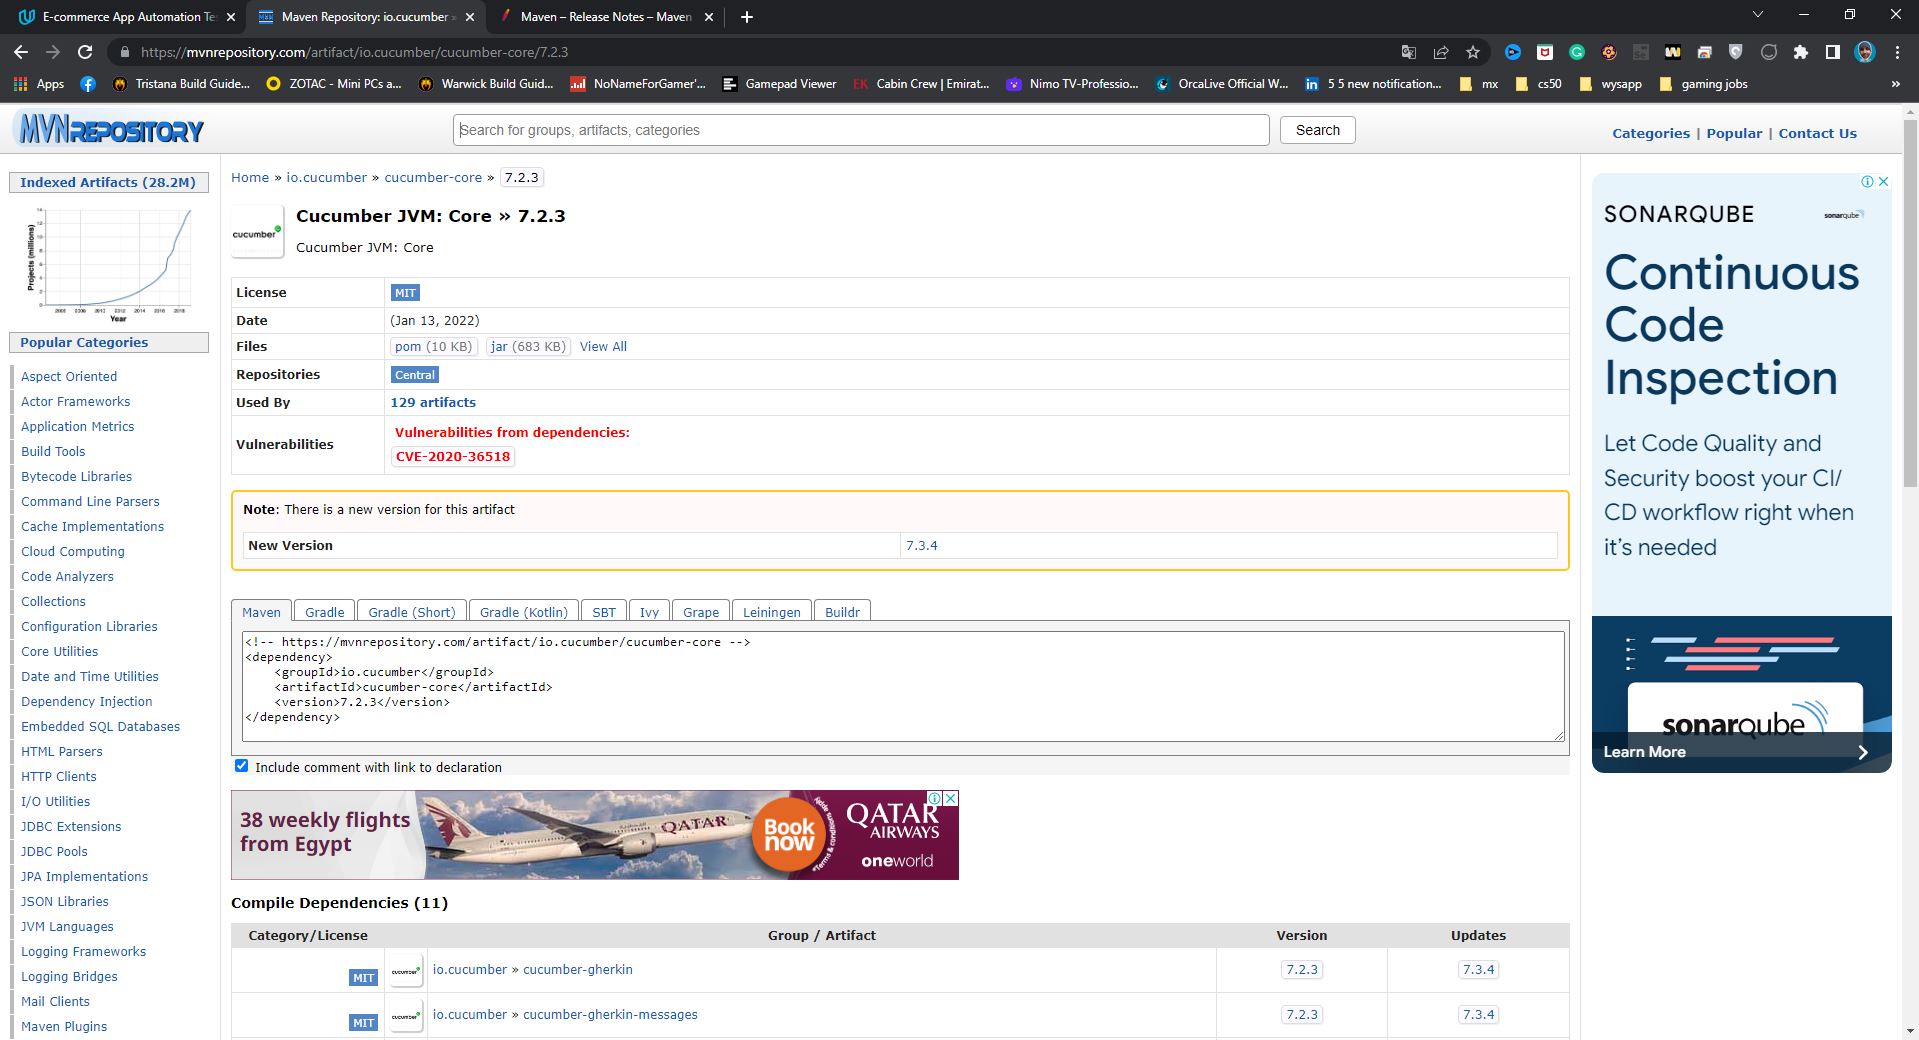 E-commerce App Automation Te
Maven Repository: io.cucumber »
Maven – Release Notes – Maven
https://mvnrepository.com/artifact/io.cucumber/cucumber-core/7.2.3
Apps
Tristana Build Guide...
ZOTAC - Mini PCs a...
Warwick Build Guid...
NoNameForGamer'...
Gamepad Viewer
EK Cabin Crew | Emirat...
Nimo TV-Professio...
OrcaLive Official W...
5 5 new notification...
mx
cs50
wysapp
gaming jobs
»
MVNREPOSITORY
Search for groups, artifacts, categories
Search
Categories | Popular | Contact Us
Indexed Artifacts (28.2M)
Projects (millions)
Year
Popular Categories
Aspect Oriented
Actor Frameworks
Application Metrics
Build Tools
Bytecode Libraries
Command Line Parsers
Cache Implementations
Cloud Computing
Code Analyzers
Collections
Configuration Libraries
Core Utilities
Date and Time Utilities
Dependency Injection
Embedded SQL Databases
HTML Parsers
HTTP Clients
I/O Utilities
JDBC Extensions
JDBC Pools
JPA Implementations
JSON Libraries
JVM Languages
Logging Frameworks
Logging Bridges
Mail Clients
Maven Plugins
Home » io.cucumber » cucumber-core » 7.2.3
cucumber
Cucumber JVM: Core » 7.2.3
Cucumber JVM: Core
License MIT
Date (Jan 13, 2022)
Files pom (10 KB) jar (683 KB) View All
Repositories Central
Used By 129 artifacts
Vulnerabilities Vulnerabilities from dependencies:
CVE-2020-36518
Note: There is a new version for this artifact
New Version 7.3.4
Maven Gradle Gradle (Short) Gradle (Kotlin) SBT Ivy Grape Leiningen Buildr
<!-- https://mvnrepository.com/artifact/io.cucumber/cucumber-core -->
<dependency>
    <groupId>io.cucumber</groupId>
    <artifactId>cucumber-core</artifactId>
    <version>7.2.3</version>
</dependency>
Include comment with link to declaration
38 weekly flights
from Egypt
QATAR
Book
now
*Terms & conditions apply
QATAR
AIRWAYS
oneworld
Compile Dependencies (11)
Category/License Group / Artifact Version Updates
MIT cucumber io.cucumber » cucumber-gherkin 7.2.3 7.3.4
MIT cucumber io.cucumber » cucumber-gherkin-messages 7.2.3 7.3.4
SONARQUBE
sonarqube
Continuous
Code
Inspection
Let Code Quality and
Security boost your CI/
CD workflow right when
it's needed
sonarqube
Learn More